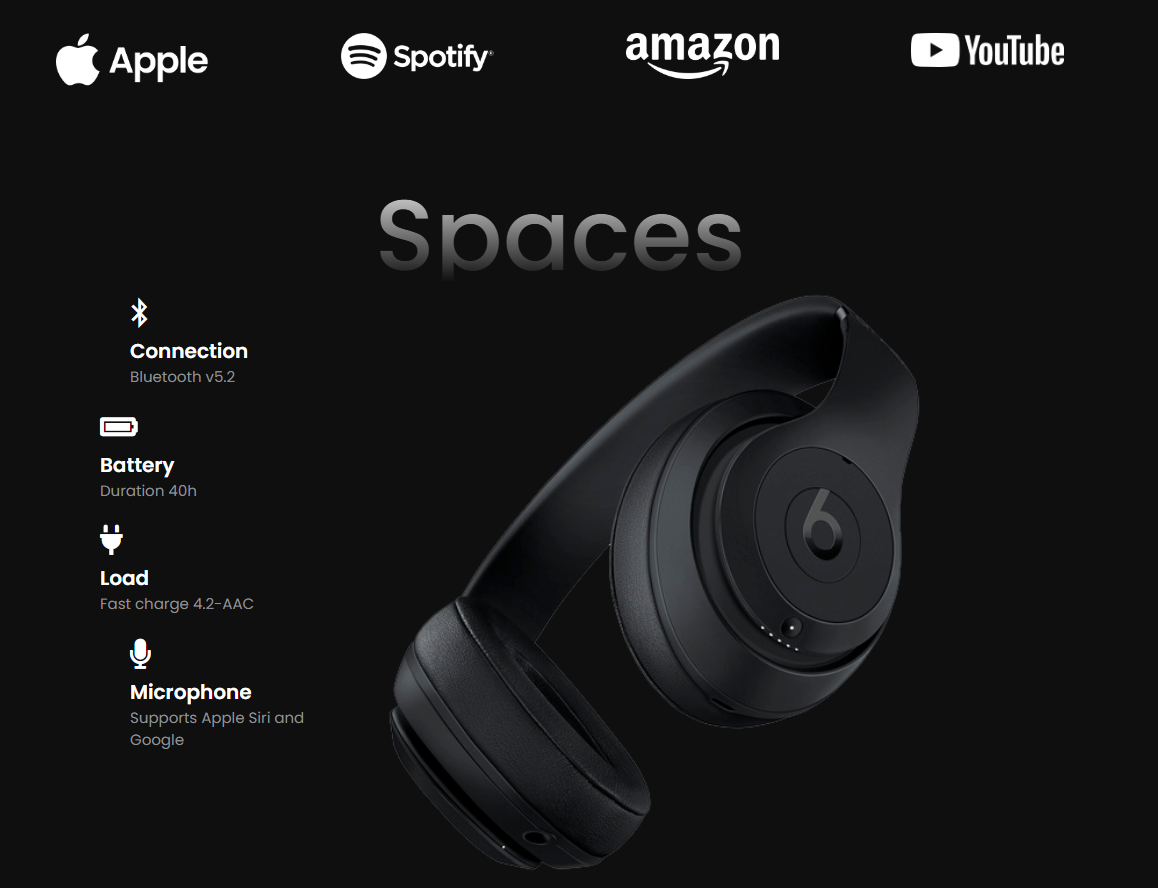 Apple
Spotify®
amazon
YouTube
Spaces
Connection
Bluetooth v5.2
Battery
Duration 40h
Load
Fast charge 4.2-AAC
Microphone
Supports Apple Siri and
Google